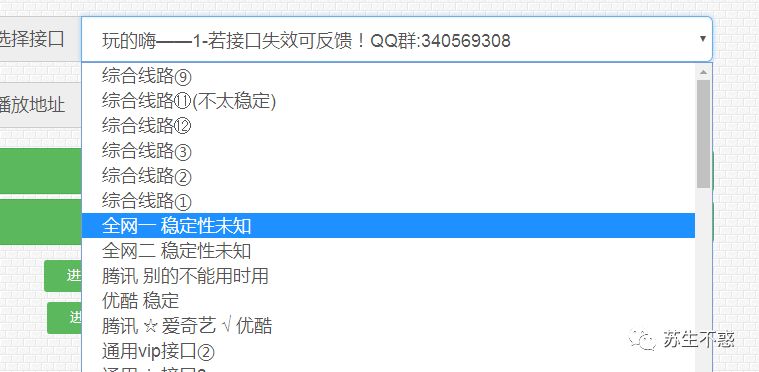 选择接口
玩的嗨——1-若接口失效可反馈！QQ群:340569308
播放地址
综合线路⑨
综合线路⑪(不太稳定)
综合线路⑫
综合线路③
综合线路②
综合线路①
全网一 稳定性未知
全网二 稳定性未知
腾讯 别的不能用时用
优酷 稳定
腾讯 ☆ 爱奇艺 √ 优酷
通用vip接口②
进
进
苏生不惑